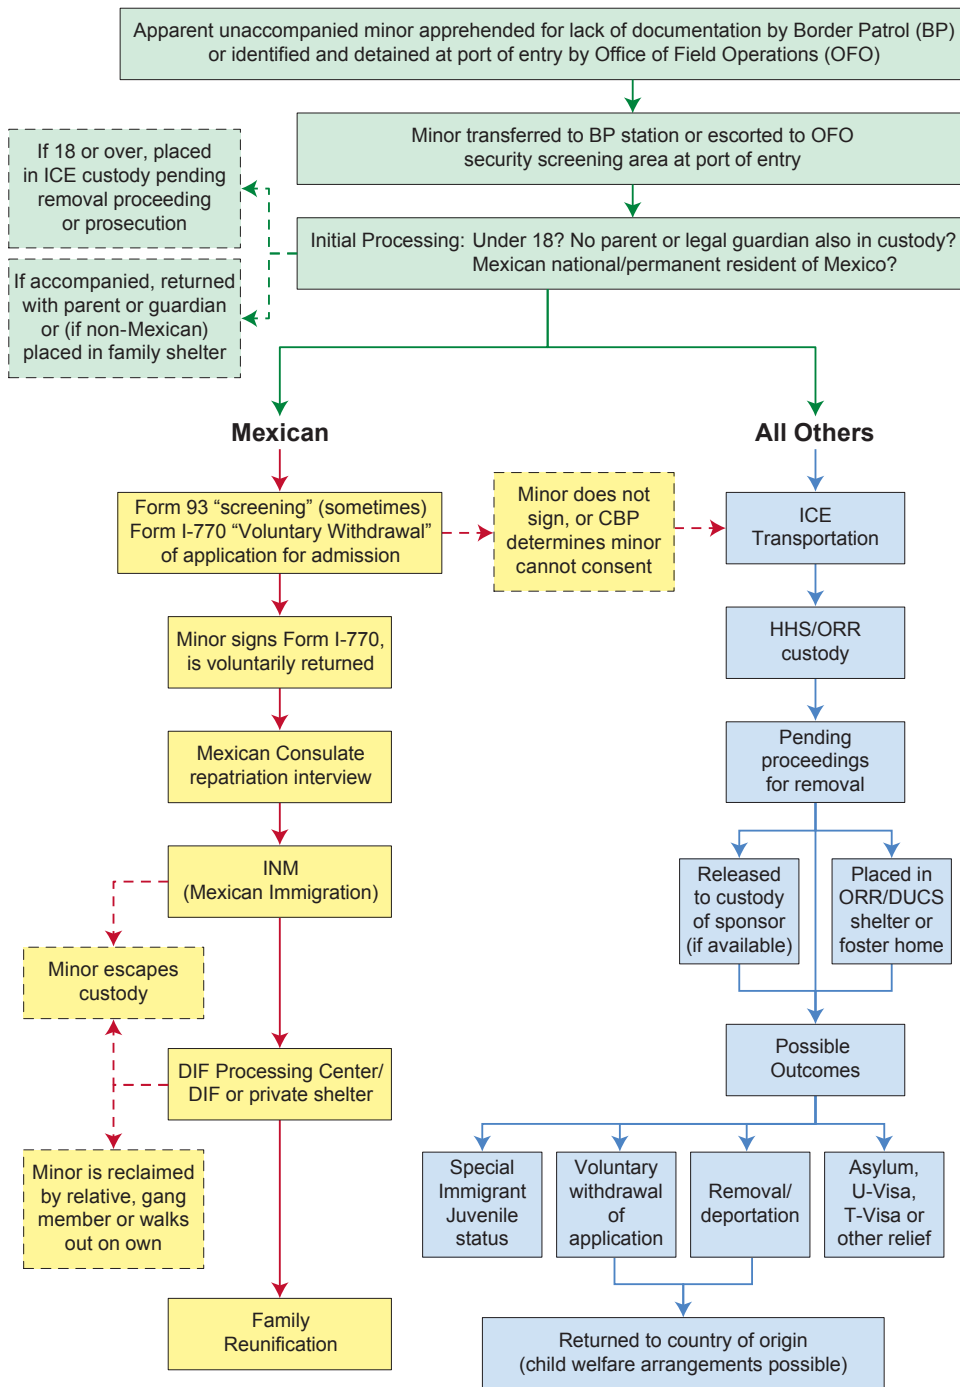 Apparent unaccompanied minor apprehended for lack of documentation by Border Patrol (BP)
or identified and detained at port of entry by Office of Field Operations (OFO)
Minor transferred to BP station or escorted to OFO
security screening area at port of entry
If 18 or over, placed
in ICE custody pending
removal proceeding
or prosecution
Initial Processing: Under 18? No parent or legal guardian also in custody?
Mexican national/permanent resident of Mexico?
If accompanied, returned
with parent or guardian
or (if non-Mexican)
placed in family shelter
Mexican
All Others
Form 93 “screening” (sometimes)
Form I-770 “Voluntary Withdrawal”
of application for admission
Minor does not
sign, or CBP
determines minor
cannot consent
ICE
Transportation
Minor signs Form I-770,
is voluntarily returned
HHS/ORR
custody
Mexican Consulate
repatriation interview
Pending
proceedings
for removal
INM
(Mexican Immigration)
Released
to custody
of sponsor
(if available)
Placed in
ORR/DUCS
shelter or
foster home
Minor escapes
custody
DIF Processing Center/
DIF or private shelter
Possible
Outcomes
Minor is reclaimed
by relative, gang
member or walks
out on own
Special
Immigrant
Juvenile
status
Voluntary
withdrawal
of
application
Removal/
deportation
Asylum,
U-Visa,
T-Visa or
other relief
Family
Reunification
Returned to country of origin
(child welfare arrangements possible)